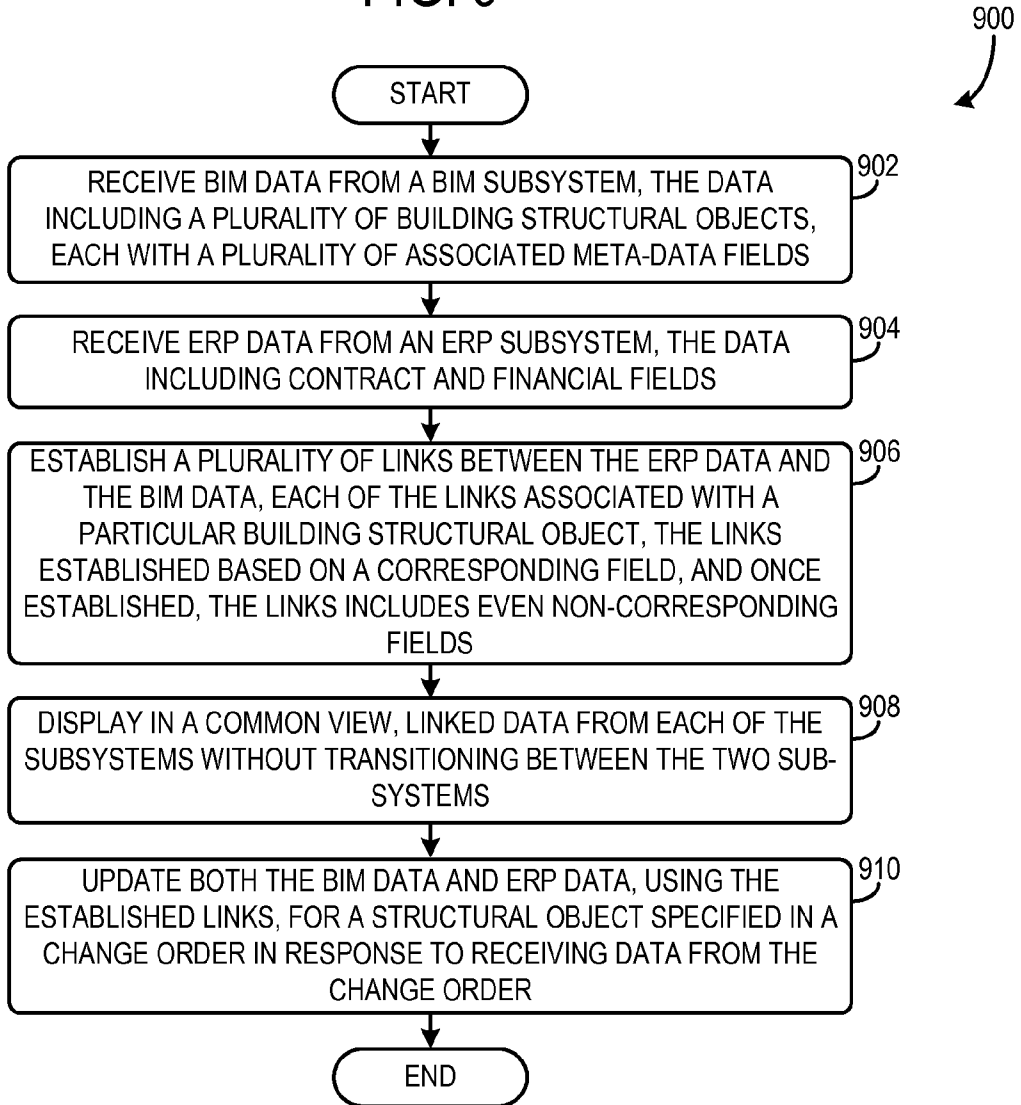 FIG. 9
900
START
RECEIVE BIM DATA FROM A BIM SUBSYSTEM, THE DATA
INCLUDING A PLURALITY OF BUILDING STRUCTURAL OBJECTS,
EACH WITH A PLURALITY OF ASSOCIATED META-DATA FIELDS
902
RECEIVE ERP DATA FROM AN ERP SUBSYSTEM, THE DATA
INCLUDING CONTRACT AND FINANCIAL FIELDS
904
ESTABLISH A PLURALITY OF LINKS BETWEEN THE ERP DATA AND
THE BIM DATA, EACH OF THE LINKS ASSOCIATED WITH A
PARTICULAR BUILDING STRUCTURAL OBJECT, THE LINKS
ESTABLISHED BASED ON A CORRESPONDING FIELD, AND ONCE
ESTABLISHED, THE LINKS INCLUDES EVEN NON-CORRESPONDING
FIELDS
906
DISPLAY IN A COMMON VIEW, LINKED DATA FROM EACH OF THE
SUBSYSTEMS WITHOUT TRANSITIONING BETWEEN THE TWO SUB-
SYSTEMS
908
UPDATE BOTH THE BIM DATA AND ERP DATA, USING THE
ESTABLISHED LINKS, FOR A STRUCTURAL OBJECT SPECIFIED IN A
CHANGE ORDER IN RESPONSE TO RECEIVING DATA FROM THE
CHANGE ORDER
910
END